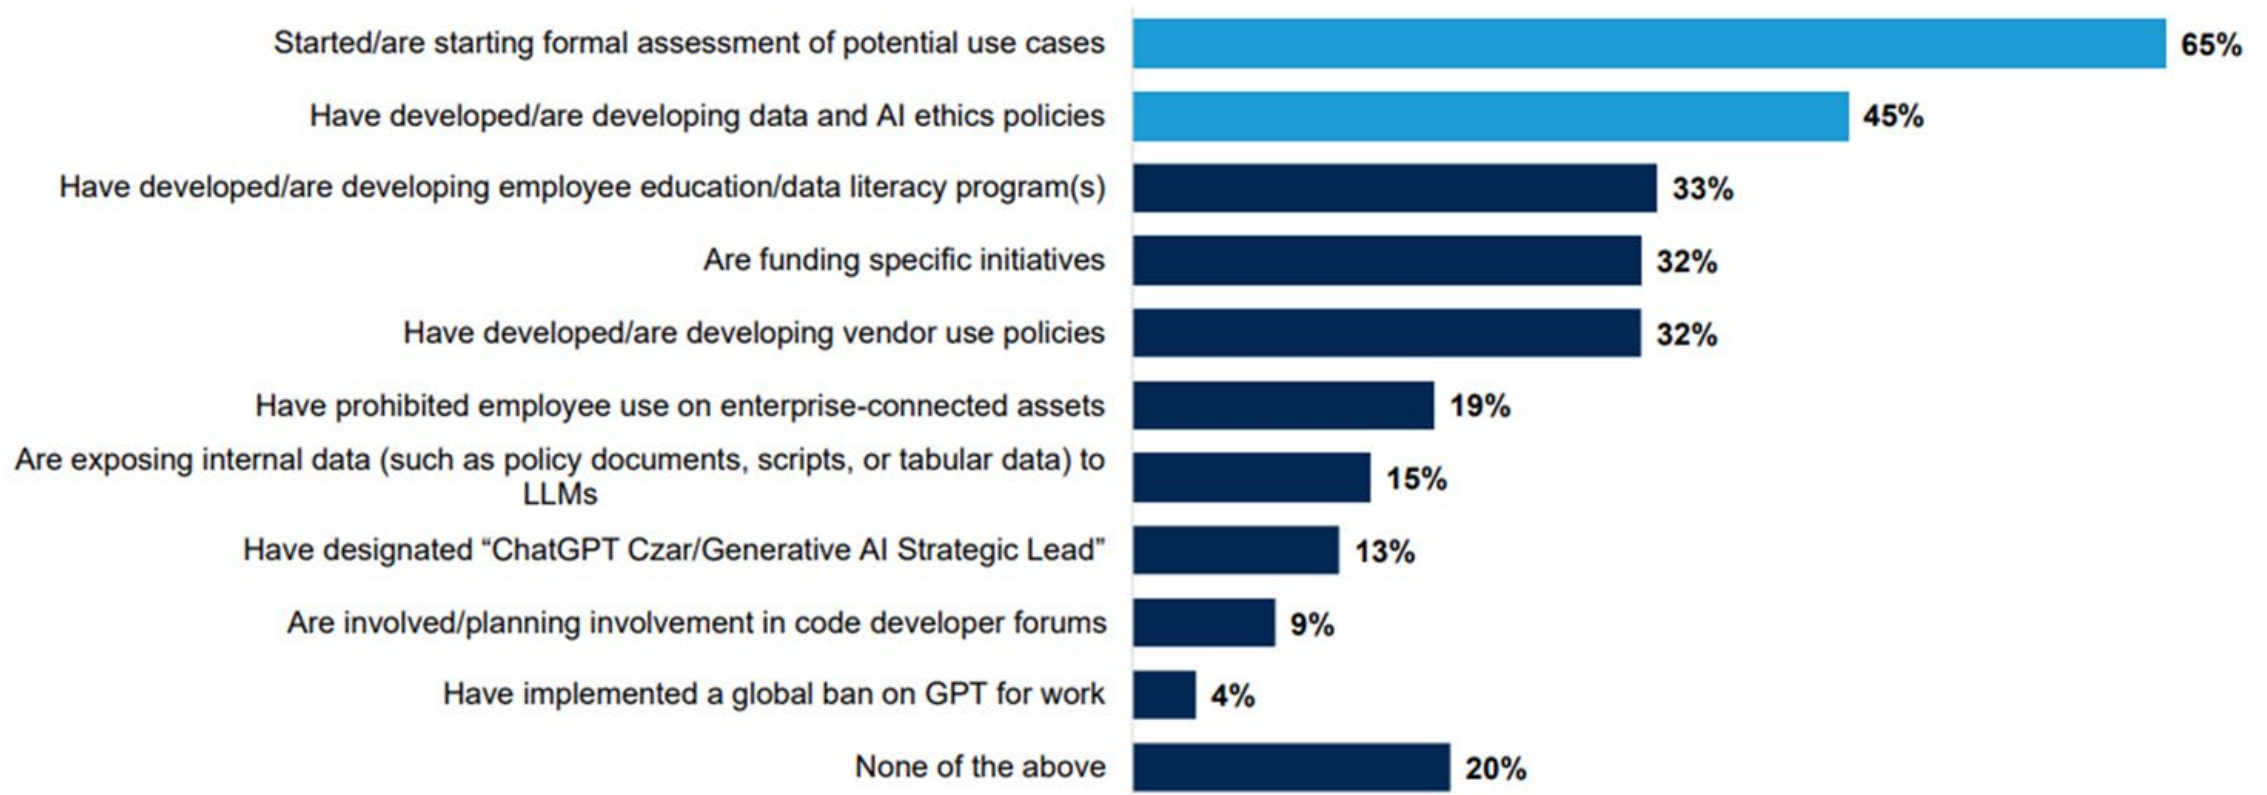 Started/are starting formal assessment of potential use cases
65%
Have developed/are developing data and AI ethics policies
45%
Have developed/are developing employee education/data literacy program(s)
33%
Are funding specific initiatives
32%
Have developed/are developing vendor use policies
32%
Have prohibited employee use on enterprise-connected assets
19%
Are exposing internal data (such as policy documents, scripts, or tabular data) to
LLMs
15%
Have designated “ChatGPT Czar/Generative AI Strategic Lead”
13%
Are involved/planning involvement in code developer forums
9%
Have implemented a global ban on GPT for work
4%
None of the above
20%